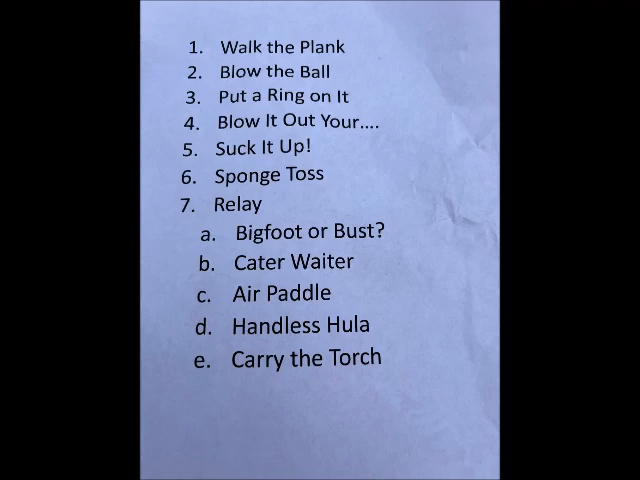 1. Walk the Plank
2. Blow the Ball
3. Put a Ring on It
4. Blow It Out Your....
5. Suck It Up!
6. Sponge Toss
7. Relay
a. Bigfoot or Bust?
b. Cater Waiter
c. Air Paddle
d. Handless Hula
e. Carry the Torch